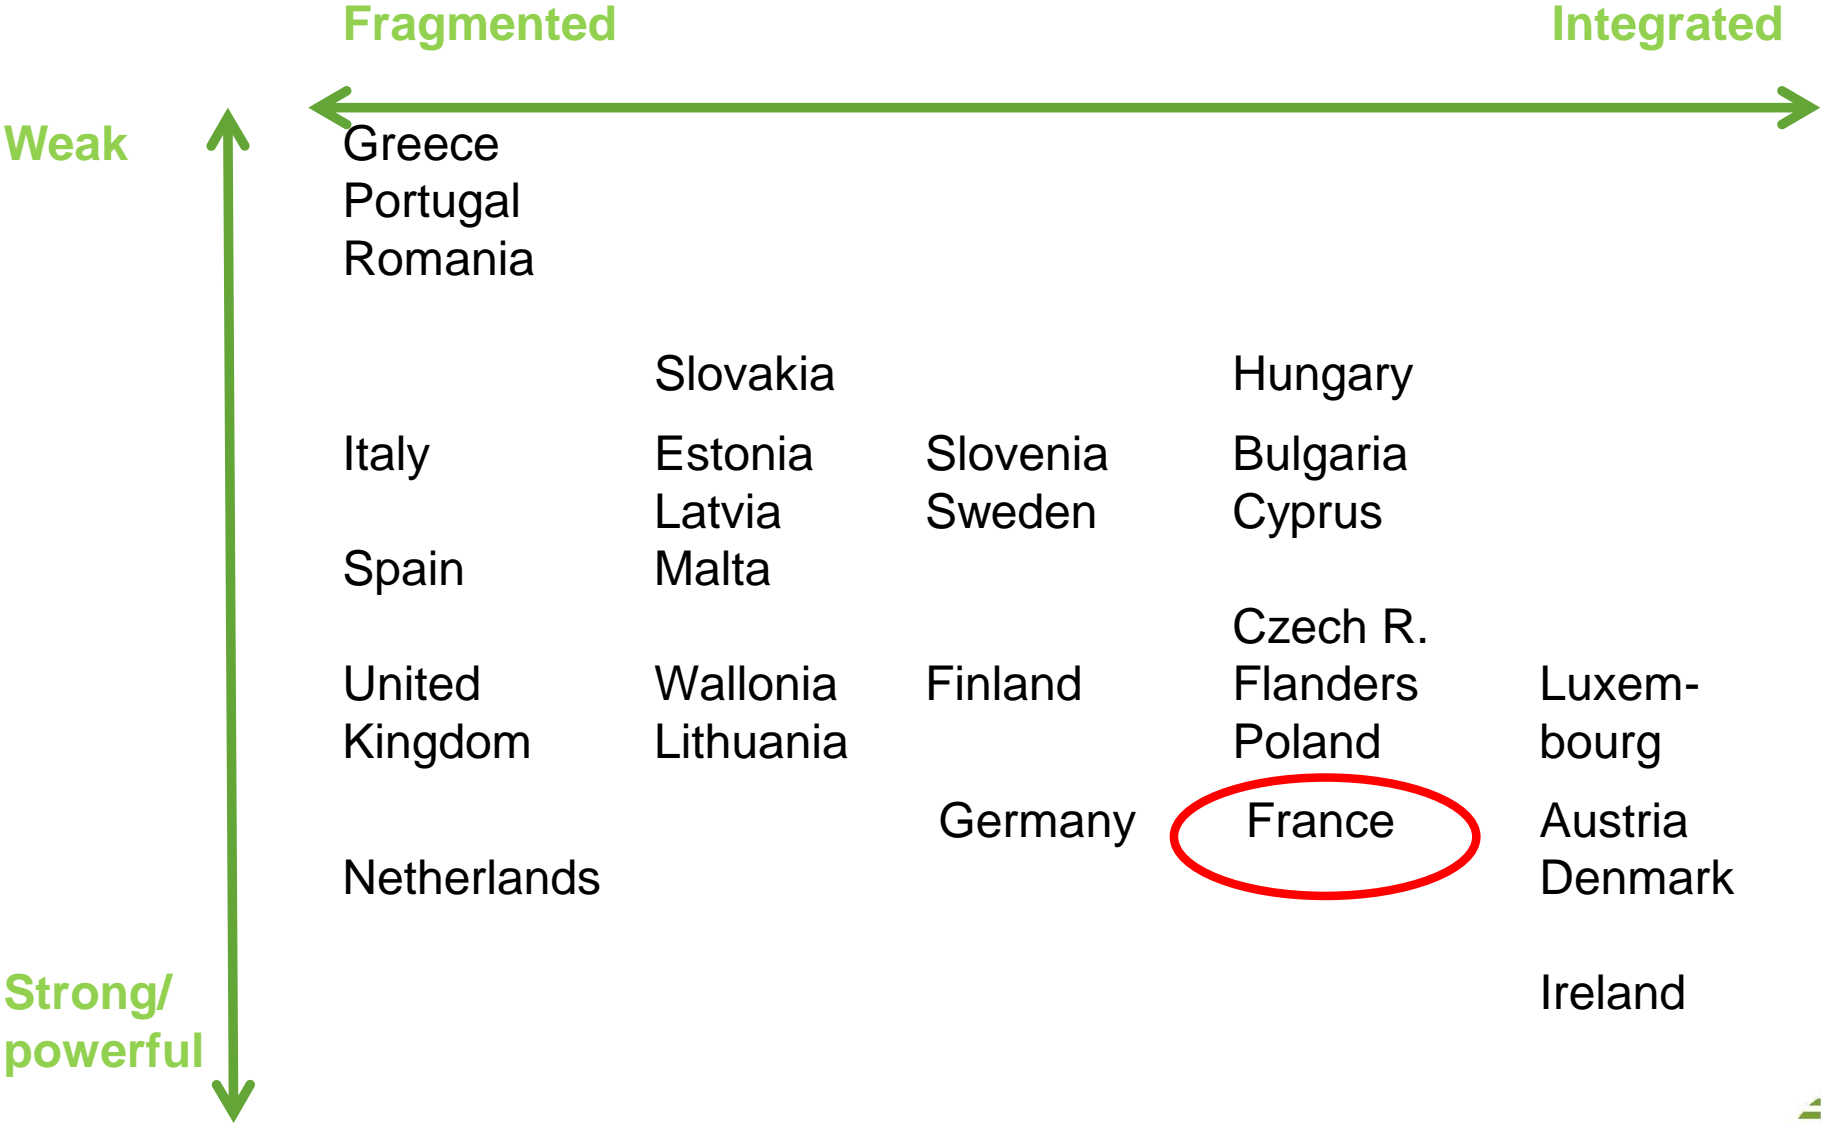 Fragmented Integrated
Weak
Greece
Portugal
Romania
Slovakia Hungary
Italy Estonia Slovenia Bulgaria
Latvia Sweden Cyprus
Spain Malta
Czech R.
United Wallonia Finland Flanders Luxem-
Kingdom Lithuania Poland bourg
Germany France Austria
Netherlands Denmark
Strong/ Ireland
powerful